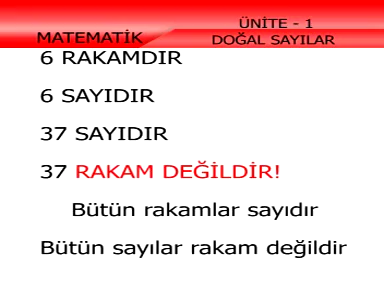 MATEMATİK
ÜNİTE - 1
DOĞAL SAYILAR
6 RAKAMDIR
6 SAYIDIR
37 SAYIDIR
37 RAKAM DEĞİLDİR!
Bütün rakamlar sayıdır
Bütün sayılar rakam değildir